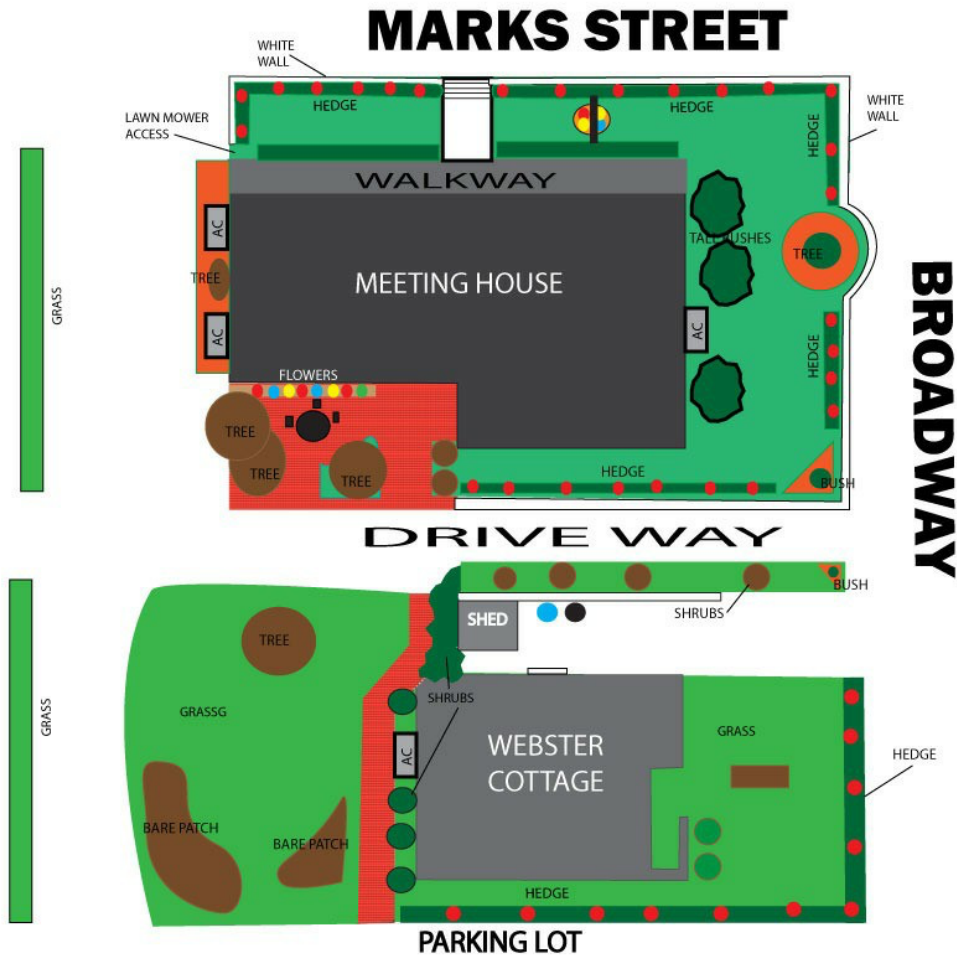 MARKS STREET
WHITE
WALL
HEDGE
HEDGE
LAWN MOWER
ACCESS
WHITE
WALL
HEDGE
WALKWAY
AC
TALL BUSHES
TREE
TREE
MEETING HOUSE
GRASS
AC
AC
HEDGE
BROADWAY
FLOWERS
TREE
TREE
TREE
HEDGE
BUSH
DRIVE WAY
BUSH
SHRUBS
SHED
TREE
SHRUBS
GRASSG
GRASS
GRASS
WEBSTER
COTTAGE
AC
HEDGE
BARE PATCH
BARE PATCH
HEDGE
PARKING LOT